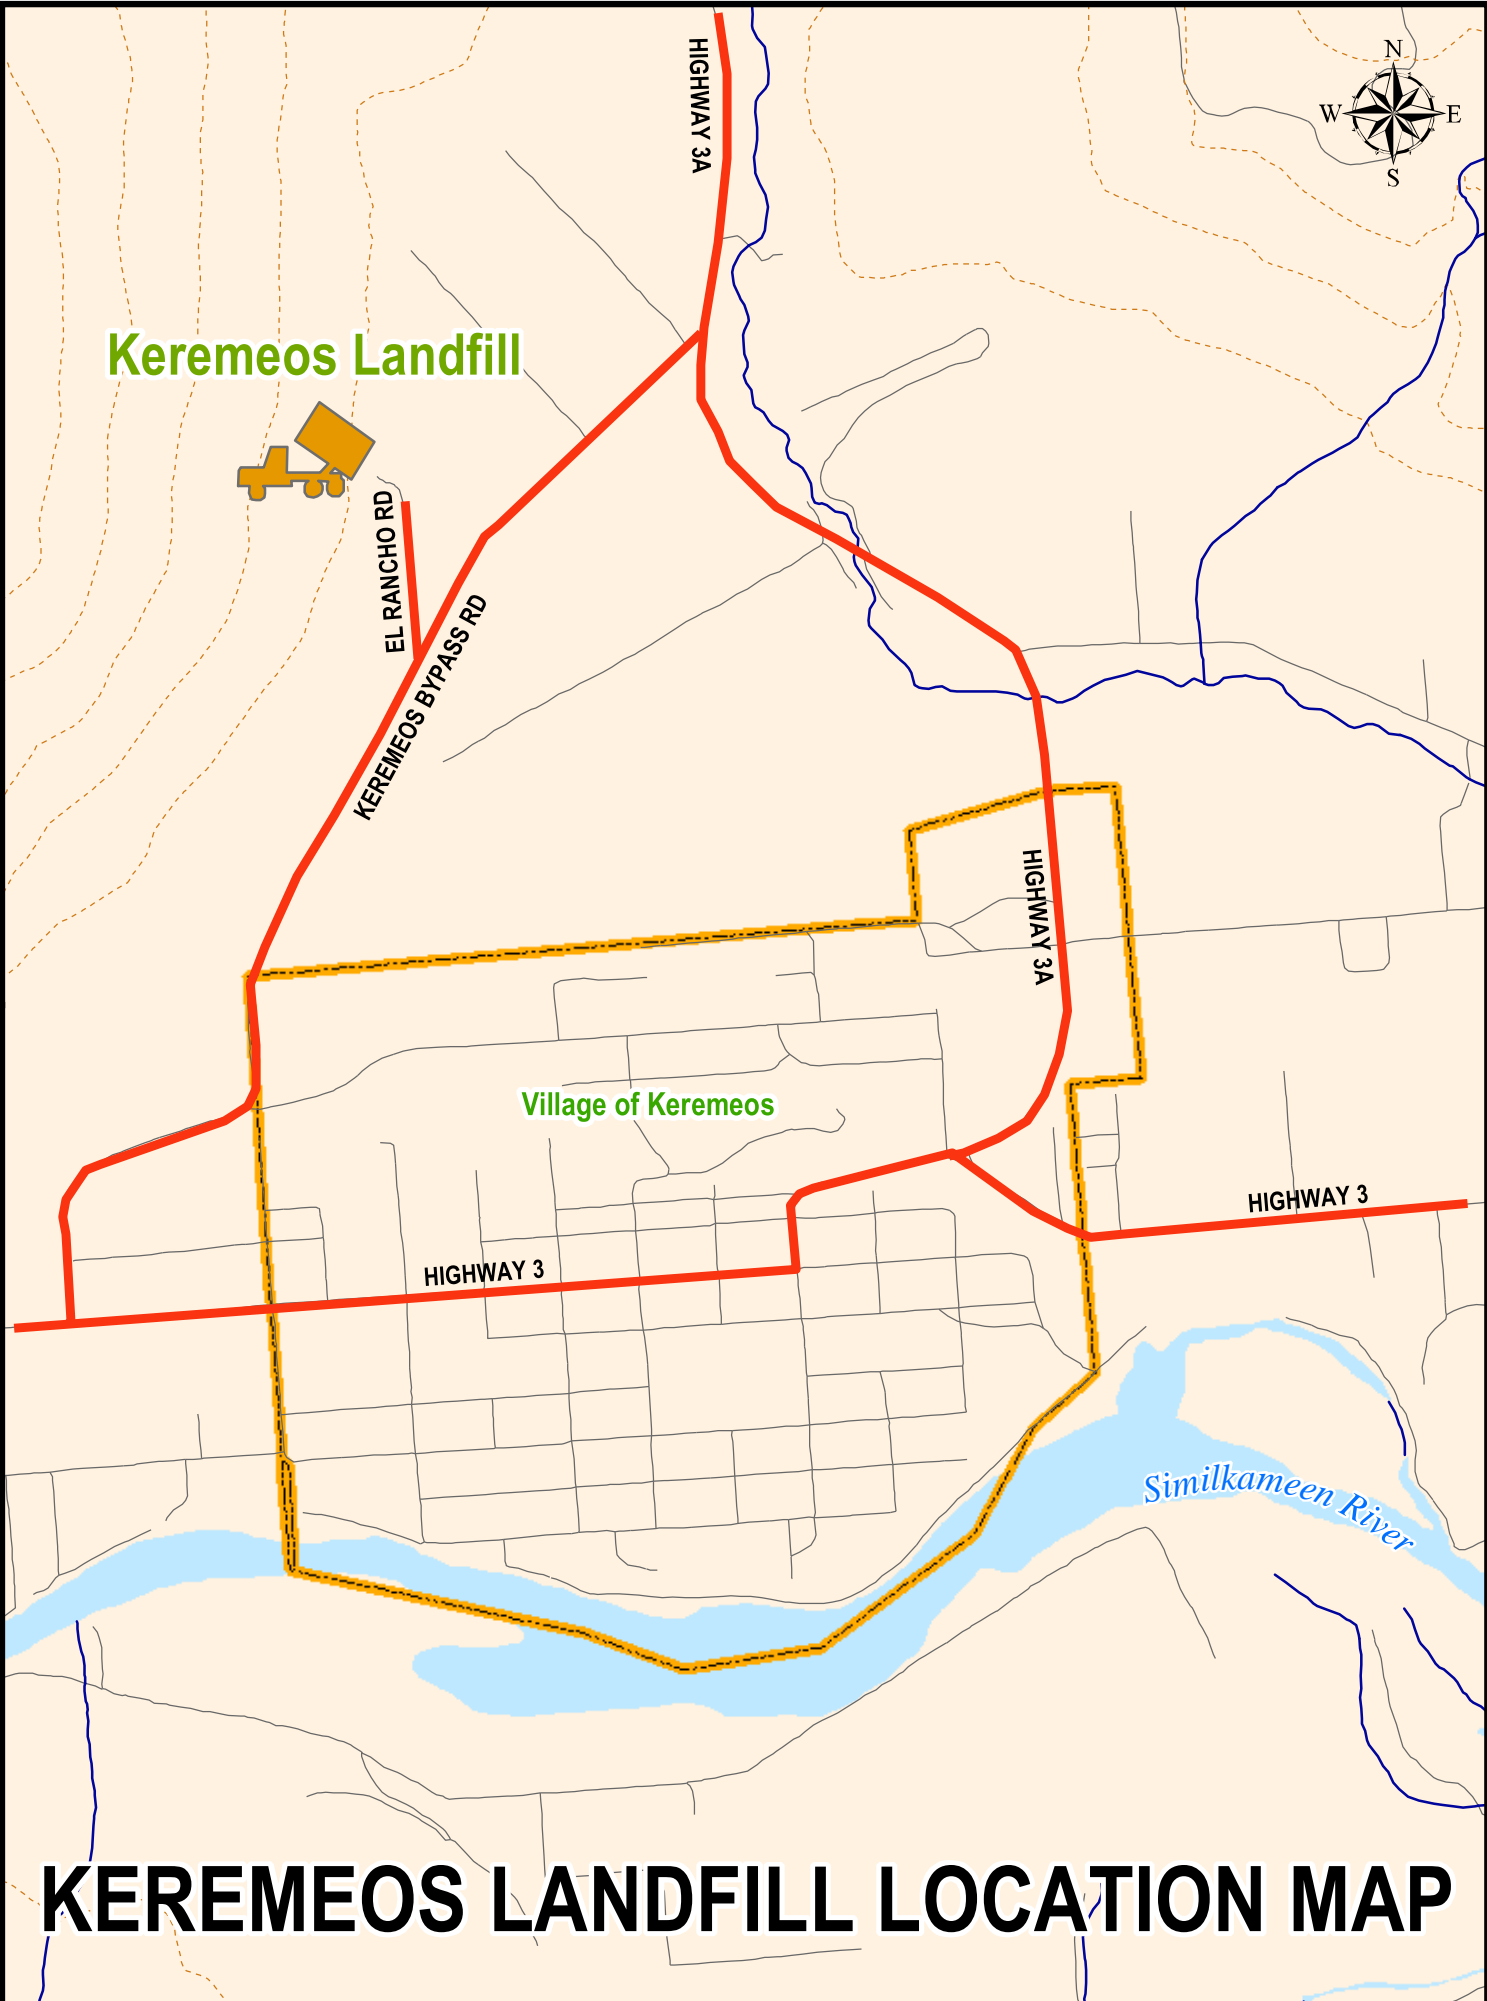 HIGHWAY 3A
N
W
E
S
Keremeos Landfill
EL RANCHO RD
KEREMEOS BYPASS RD
HIGHWAY 3A
Village of Keremeos
HIGHWAY 3
HIGHWAY 3
Similkameen River
KEREMEOS LANDFILL LOCATION MAP